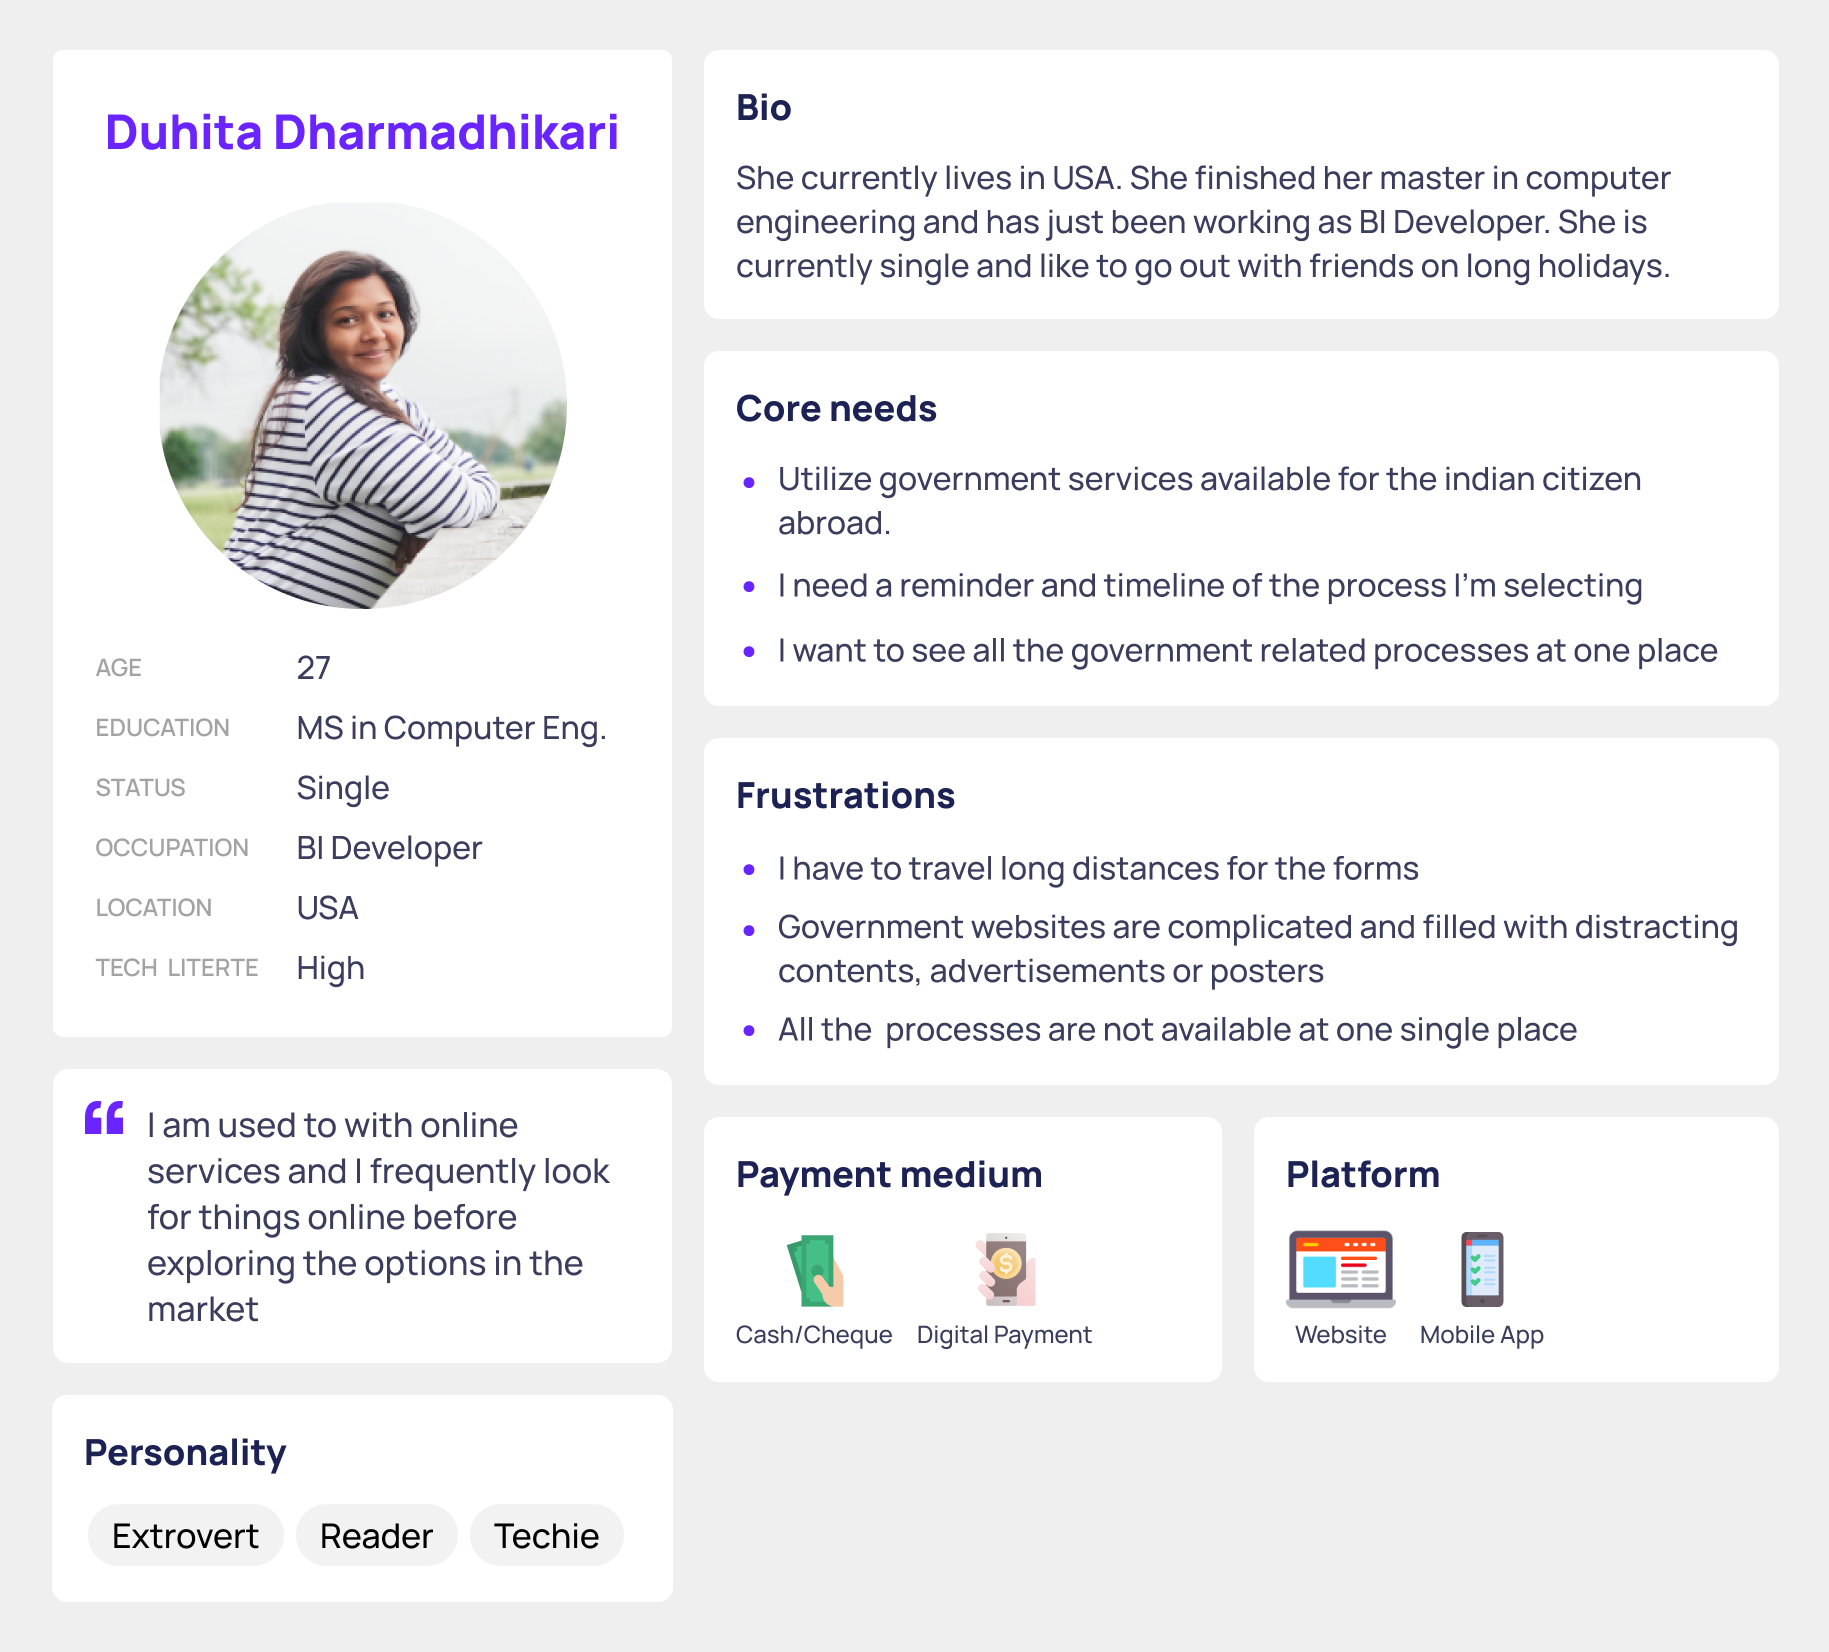 Duhita Dharmadhikari
AGE 27
EDUCATION MS in Computer Eng.
STATUS Single
OCCUPATION BI Developer
LOCATION USA
TECH LITERTE High
“
I am used to with online
services and I frequently look
for things online before
exploring the options in the
market
Personality
Extrovert Reader Techie
Bio
She currently lives in USA. She finished her master in computer
engineering and has just been working as BI Developer. She is
currently single and like to go out with friends on long holidays.
Core needs
• Utilize government services available for the indian citizen
abroad.
• I need a reminder and timeline of the process I’m selecting
• I want to see all the government related processes at one place
Frustrations
• I have to travel long distances for the forms
• Government websites are complicated and filled with distracting
contents, advertisements or posters
• All the processes are not available at one single place
Payment medium
$
Cash/Cheque Digital Payment
Platform
Website Mobile App